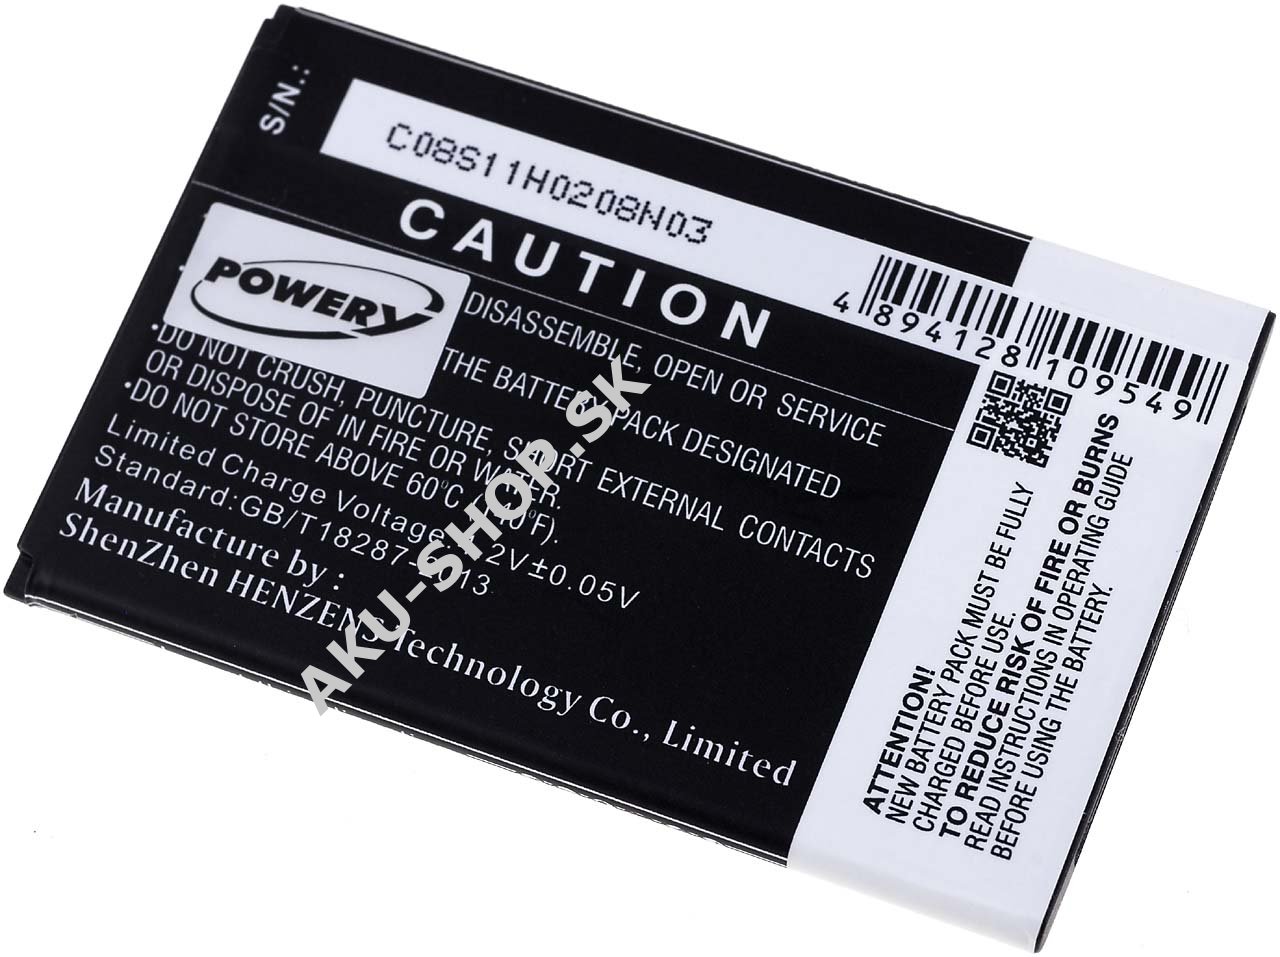 S/N.:
C08S11H0208N03
CAUTION
POWERY
DISASSEMBLE, OPEN OR SERVICE
THE BATTERY PACK DESIGNATED
•DO NOT CRUSH, PUNCTURE, SHORT EXTERNAL CONTACTS
OR DISPOSE OF IN FIRE OR WATER.
•DO NOT STORE ABOVE 60°C °F).
Limited Charge Voltage 2V±0.05V
Standard:GB/T18287- 13
Manufacture by :
ShenZhen HENZEN Technology Co., Limited
4 894128 109549
ATTENTION!
NEW BATTERY PACK MUST BE FULLY
CHARGED BEFORE USE.
TO REDUCE RISK OF FIRE OR BURNS
READ INSTRUCTIONS IN OPERATING GUIDE
BEFORE USING THE BATTERY.
AKU-SHOP.SK